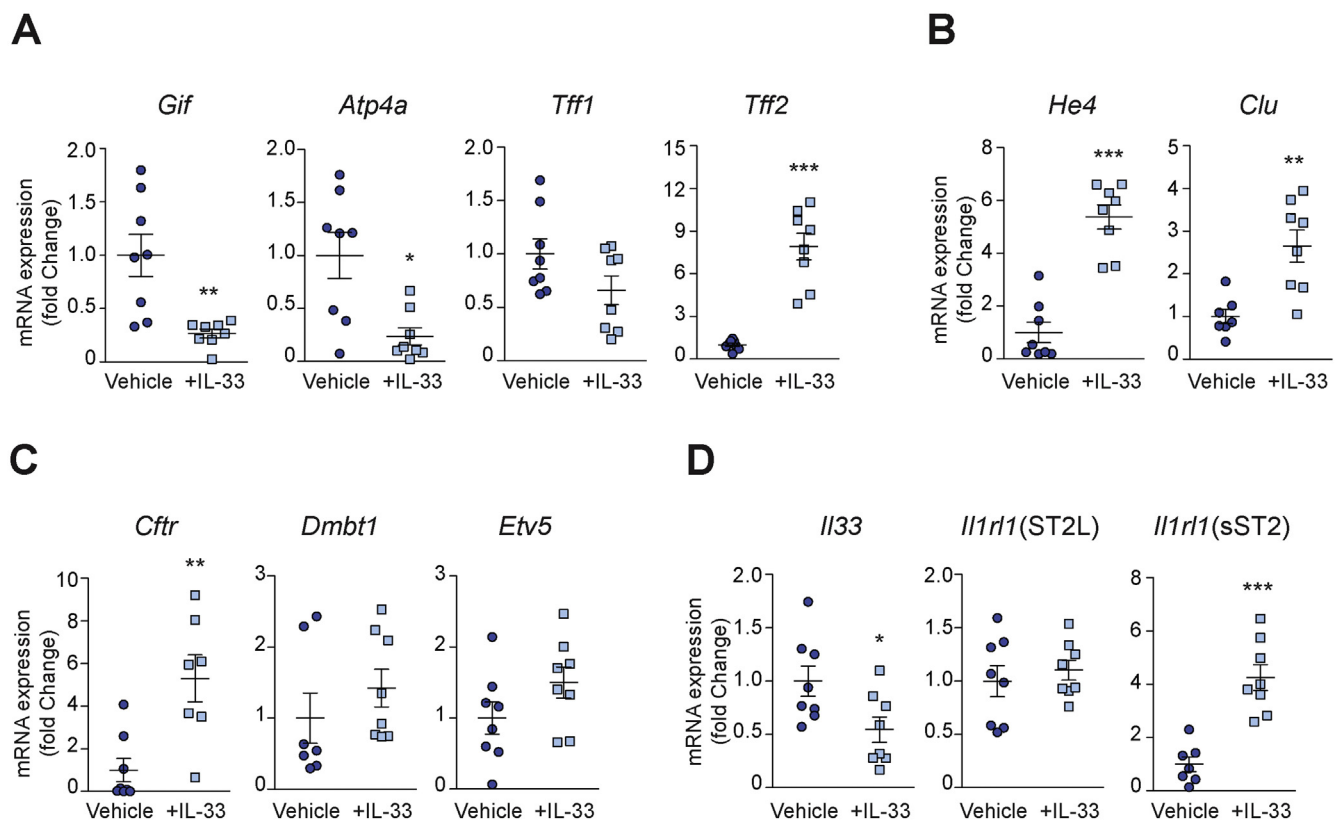 A
B
Gif
Atp4a
Tff1
Tff2
He4
Clu
mRNA expression
(fold Change)
2.0
1.5
1.0
0.5
0
**
Vehicle +IL-33
2.0
1.5
1.0
0.5
0
*
Vehicle +IL-33
2.0
1.5
1.0
0.5
0
Vehicle +IL-33
15
12
9
6
3
0
***
Vehicle +IL-33
mRNA expression
(fold Change)
8
6
4
2
0
***
Vehicle +IL-33
5
4
3
2
1
0
**
Vehicle +IL-33
C
D
Cftr
Dmbt1
Etv5
Il33
Il1rl1(ST2L)
Il1rl1(sST2)
mRNA expression
(fold Change)
10
8
6
4
2
0
**
Vehicle +IL-33
3
2
1
0
Vehicle +IL-33
3
2
1
0
Vehicle +IL-33
mRNA expression
(fold Change)
2.0
1.5
1.0
0.5
0
*
Vehicle +IL-33
2.0
1.5
1.0
0.5
0
Vehicle +IL-33
8
6
4
2
0
***
Vehicle +IL-33